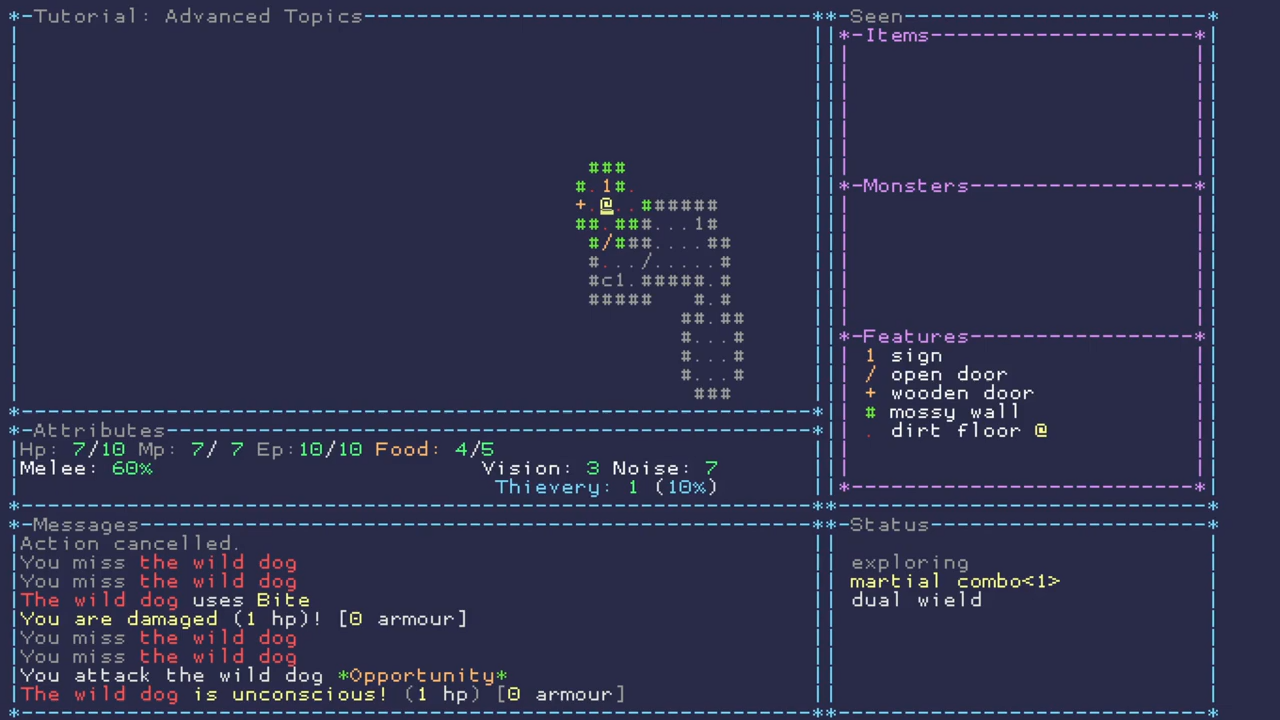 Tutorial: Advanced Topics
Seen
Items
###
#.1#.
+.@..######
##.###...1#
#/###....##
#.../.....#
#c1.#####.#
##### #.#
##.##
#...#
#...#
#...#
###
Monsters
Features
1 sign
/ open door
+ wooden door
# mossy wall
. dirt floor @
Attributes
Hp: 7/10 Mp: 7/ 7 Ep:10/10 Food: 4/5
Melee: 60% Vision: 3 Noise: 7
Thievery: 1 (10%)
Messages
Action cancelled.
You miss the wild dog
You miss the wild dog
The wild dog uses Bite
You are damaged (1 hp)! [0 armour]
You miss the wild dog
You miss the wild dog
You attack the wild dog *Opportunity*
The wild dog is unconscious! (1 hp) [0 armour]
Status
exploring
martial combo<1>
dual wield